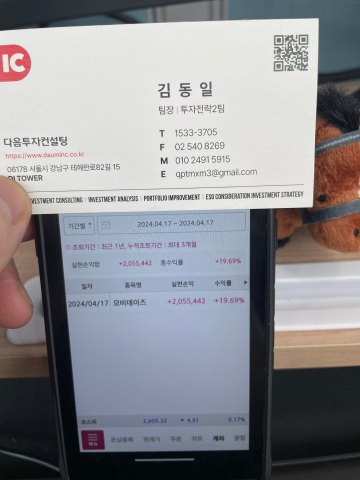 IC
김 동 일
팀장 | 투자전략2팀
다음투자컨설팅
https://www.dauminc.co.kr
06178 서울시 강남구 테헤란로82길 15
DI TOWER
T 1533-3705
F 02 540 8269
M 010 2491 5915
E qptmxm3@gmail.com
NVESTMENT CONSULTING | INVESTMENT ANALYSIS | PORTFOLIO IMPROVEMENT | ESG CONSIDERATION INVESTMENT STRATEGY
기간별 2024.04.17 ~ 2024.04.17
조회기간 : 최근 1년, 누적조회기간 : 최대 3개월
실현손익합 +2,055,442 총수익률 +19.69%
일자 종목명 실현손익 수익률
2024/04/17 모비데이즈 +2,055,442 +19.69%
코스피 2,605.32 4.31 0.17%
메뉴 관심종목 현재가 주문 차트 계좌 종합